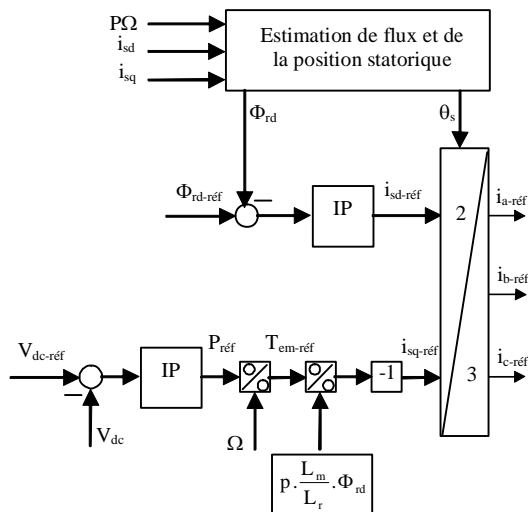 PΩ
i_sd
i_sq
Estimation de flux et de
la position statorique
Φ_rd
θ_s
Φ_rd-réf
IP
i_sd-réf
2
i_a-réf
i_b-réf
V_dc-réf
IP
P_réf
T_em-réf
-1
i_sq-réf
3
i_c-réf
V_dc
Ω
p . L_m / L_r . Φ_rd